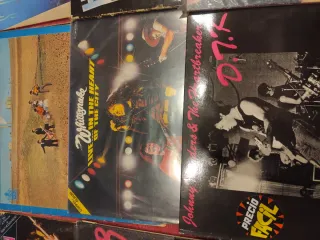 Whitesnake
LIVE... IN THE HEART
OF THE CITY
Johnny Thunders & The Heartbreakers
D.T.K.
PRECIO
FACIL